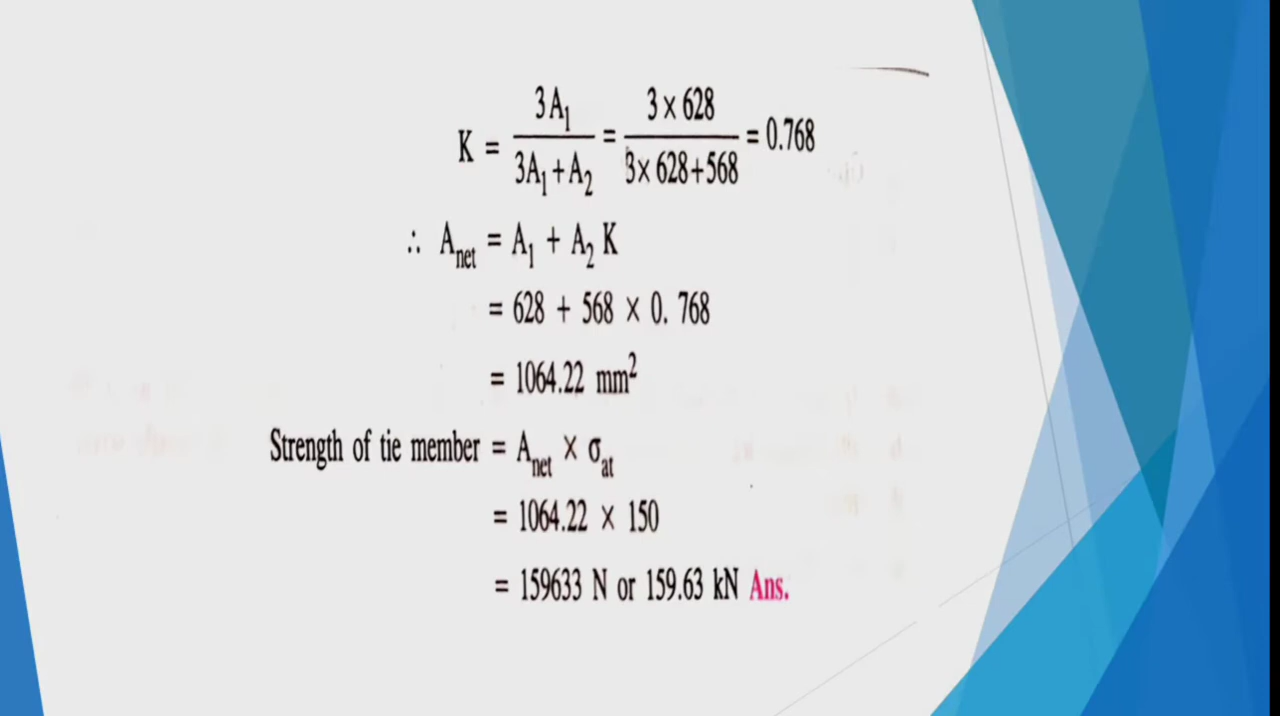 K = 3A₁ / (3A₁ + A₂) = 3 × 628 / (3 × 628+568) = 0.768
∴ Aₙₑₜ = A₁ + A₂ K
= 628 + 568 × 0. 768
= 1064.22 mm²
Strength of tie member = Aₙₑₜ × σₐₜ
= 1064.22 × 150
= 159633 N or 159.63 kN Ans.